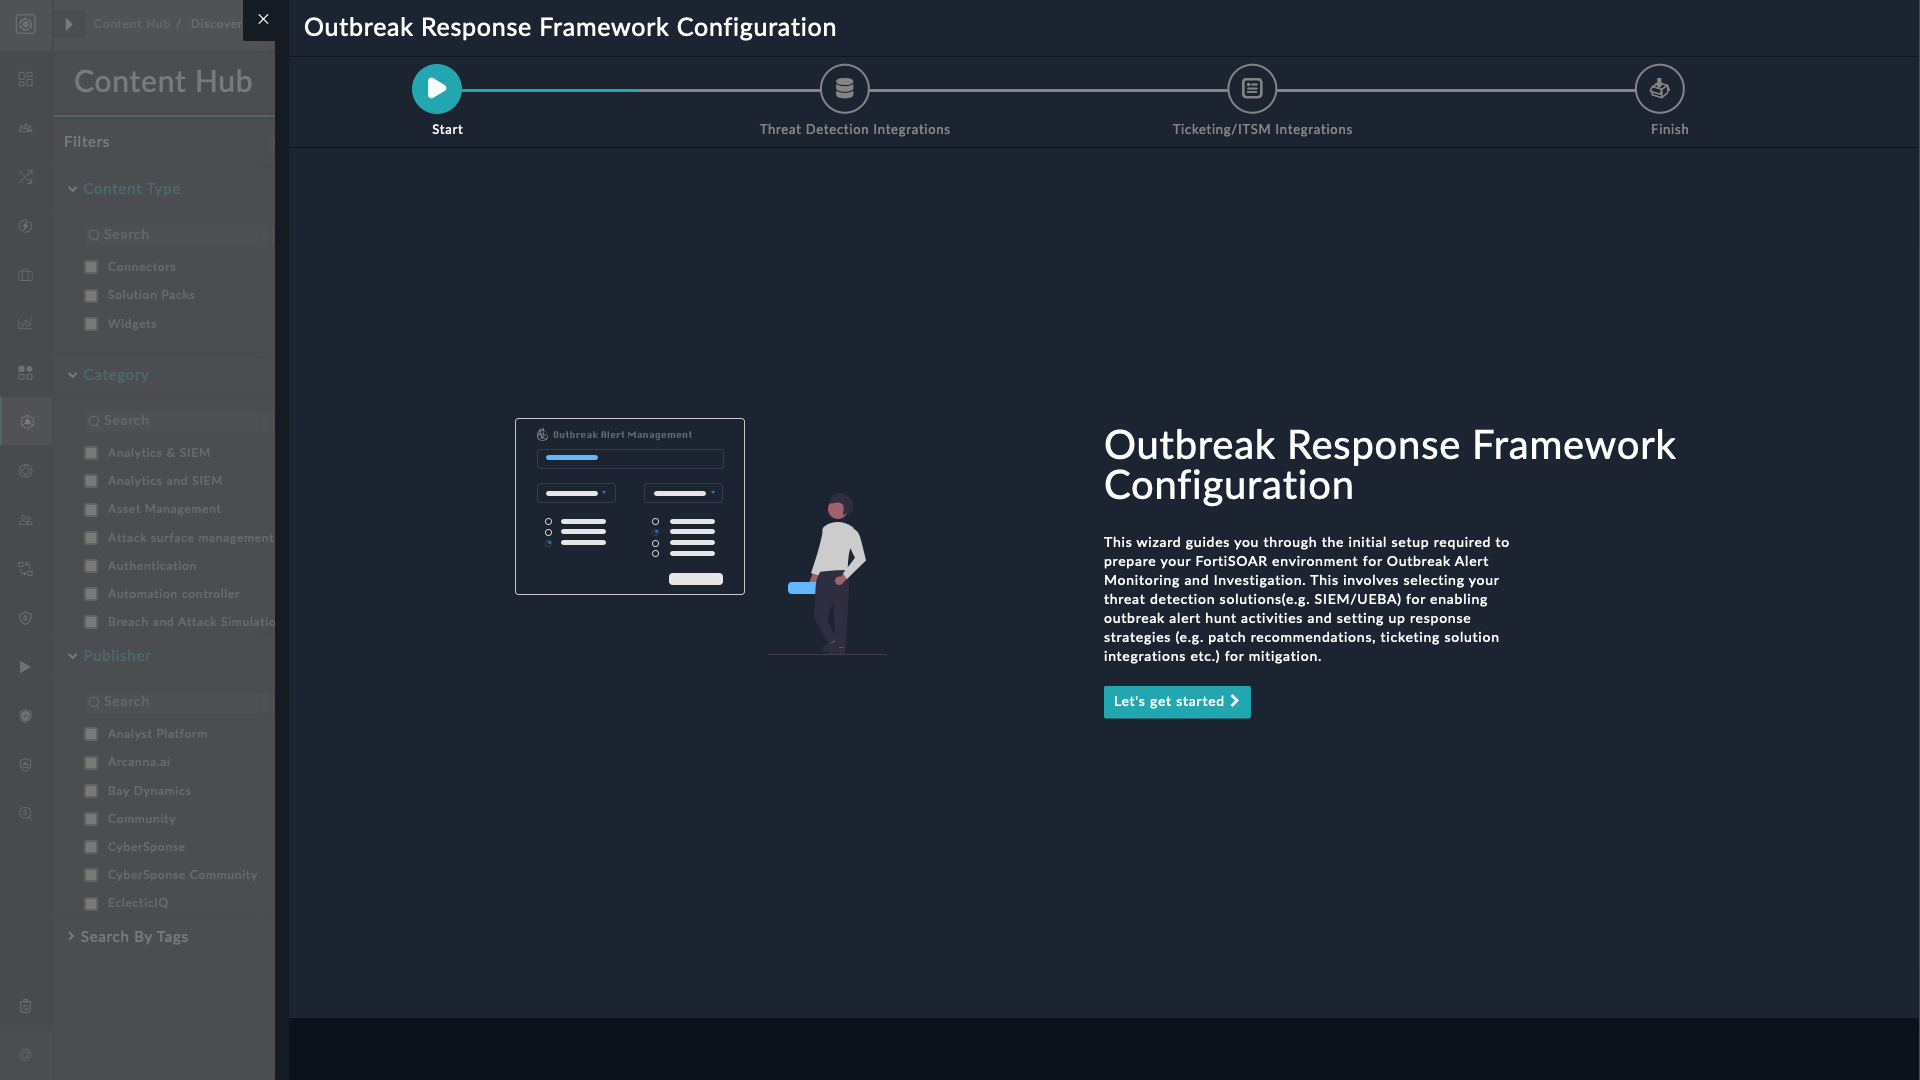 Content Hub / Discover
Content Hub
Filters
Content Type
Search
Connectors
Solution Packs
Widgets
Category
Search
Analytics & SIEM
Analytics and SIEM
Asset Management
Attack surface management
Authentication
Automation controller
Breach and Attack Simulatio
Publisher
Search
Analyst Platform
Arcanna.ai
Bay Dynamics
Community
CyberSponse
CyberSponse Community
EclecticIQ
Search By Tags
Outbreak Response Framework Configuration
Start
Threat Detection Integrations
Ticketing/ITSM Integrations
Finish
Outbreak Alert Management
Outbreak Response Framework
Configuration
This wizard guides you through the initial setup required to
prepare your FortiSOAR environment for Outbreak Alert
Monitoring and Investigation. This involves selecting your
threat detection solutions(e.g. SIEM/UEBA) for enabling
outbreak alert hunt activities and setting up response
strategies (e.g. patch recommendations, ticketing solution
integrations etc.) for mitigation.
Let's get started